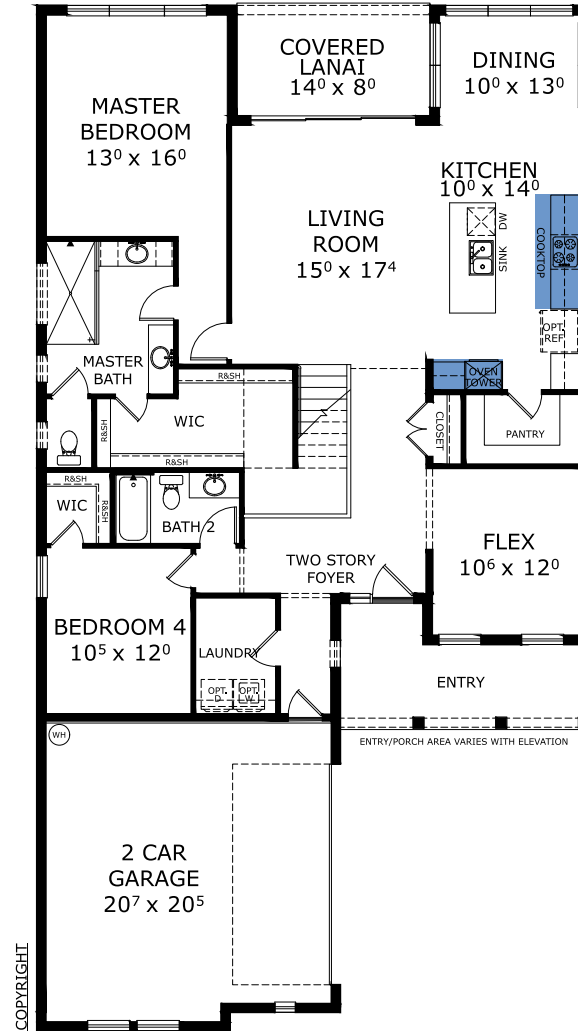 COVERED
LANAI
14⁰ x 8⁰
DINING
10⁰ x 13⁰
MASTER
BEDROOM
13⁰ x 16⁰
KITCHEN
10⁰ x 14⁰
LIVING
ROOM
15⁰ x 17⁴
DW
SINK
COOKTOP
OPT.
REF
MASTER
BATH
OVEN
TOWER
R&SH
WIC
R&SH
R&SH
CLOSET
PANTRY
R&SH
WIC
R&SH
BATH 2
FLEX
10⁶ x 12⁰
TWO STORY
FOYER
BEDROOM 4
10⁵ x 12⁰
LAUNDRY
OPT.
D
OPT.
W
ENTRY
WH
ENTRY/PORCH AREA VARIES WITH ELEVATION
2 CAR
GARAGE
20⁷ x 20⁵
COPYRIGHT